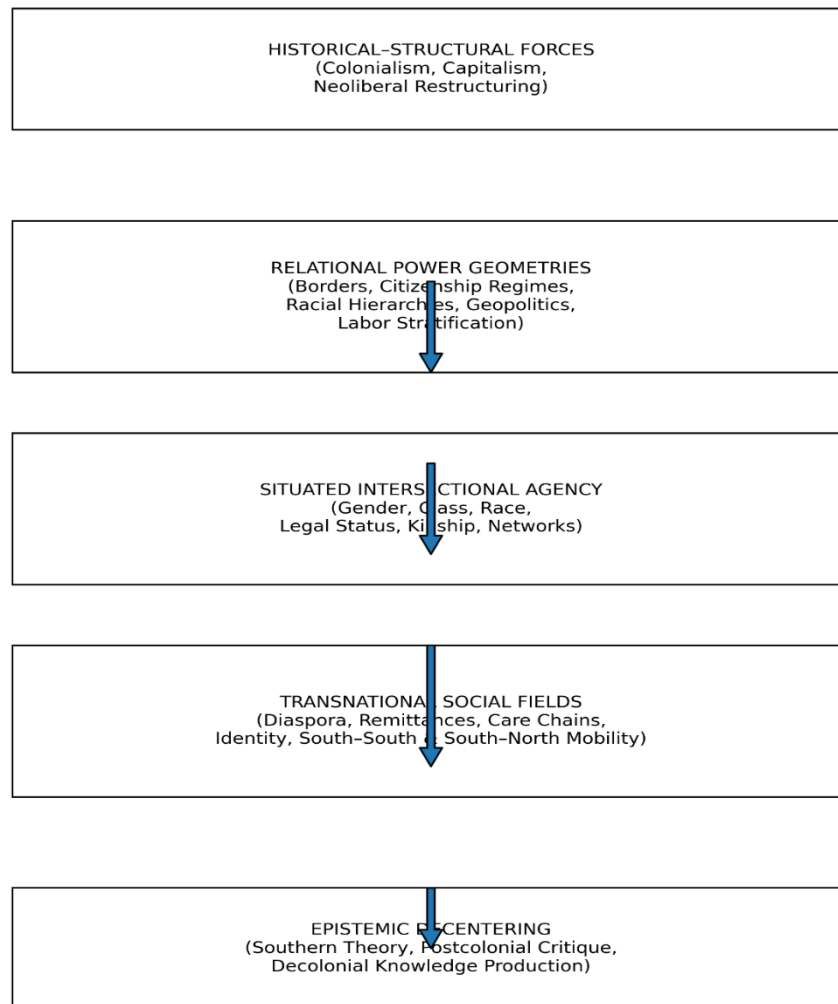 HISTORICAL–STRUCTURAL FORCES
(Colonialism, Capitalism,
Neoliberal Restructuring)
RELATIONAL POWER GEOMETRIES
(Borders, Citizenship Regimes,
Racial Hierarchies, Geopolitics,
Labor Stratification)
SITUATED INTERSECTIONAL AGENCY
(Gender, Class, Race,
Legal Status, Kinship, Networks)
TRANSNATIONAL SOCIAL FIELDS
(Diaspora, Remittances, Care Chains,
Identity, South–South & South–North Mobility)
EPISTEMIC DECENTERING
(Southern Theory, Postcolonial Critique,
Decolonial Knowledge Production)